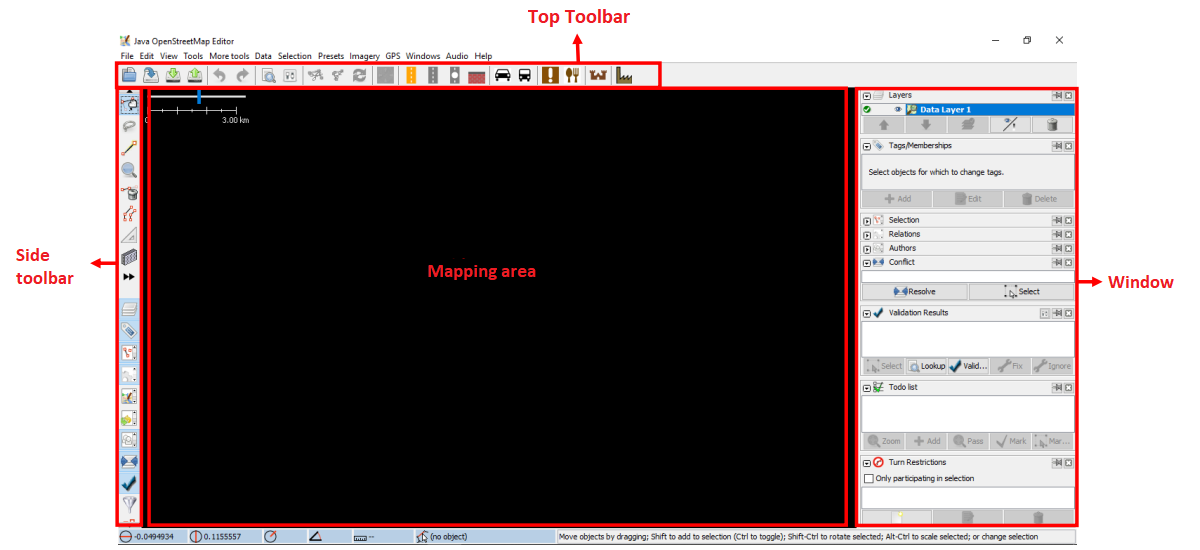 Top Toolbar
Java OpenStreetMap Editor
File Edit View Tools More tools Data Selection Presets Imagery GPS Windows Audio Help
0 3.00 km
Layers
Data Layer 1
Tags/Memberships
Select objects for which to change tags.
Add Edit Delete
Selection
Relations
Authors
Conflict
Resolve Select
Side
toolbar
Mapping area
Window
Validation Results
Select Lookup Valid... Fix Ignore
Todo list
Zoom Add Pass Mark Mar...
Turn Restrictions
Only participating in selection
-0.0494934 0.1155557 -- (no object) Move objects by dragging; Shift to add to selection (Ctrl to toggle); Shift-Ctrl to rotate selected; Alt-Ctrl to scale selected; or change selection